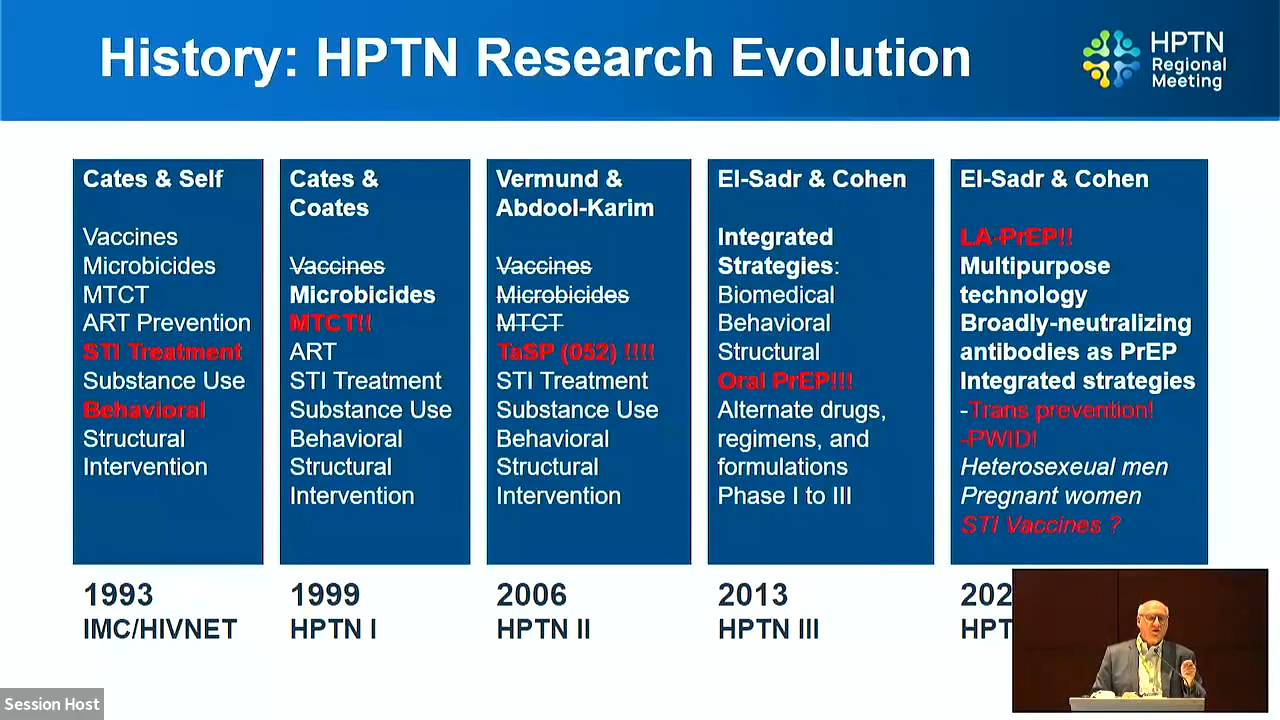 History: HPTN Research Evolution
HPTN
Regional
Meeting
Cates & Self
Vaccines
Microbicides
MTCT
ART Prevention
STI Treatment
Substance Use
Behavioral
Structural
Intervention
1993
IMC/HIVNET
Cates &
Coates
Vaccines
Microbicides
MTCT!!
ART
STI Treatment
Substance Use
Behavioral
Structural
Intervention
1999
HPTN I
Vermund &
Abdool-Karim
Vaccines
Microbicides
MTCT
TaSP (052) !!!!
STI Treatment
Substance Use
Behavioral
Structural
Intervention
2006
HPTN II
El-Sadr & Cohen
Integrated
Strategies:
Biomedical
Behavioral
Structural
Oral PrEP!!!
Alternate drugs,
regimens, and
formulations
Phase I to III
2013
HPTN III
El-Sadr & Cohen
LA-PrEP!!
Multipurpose
technology
Broadly-neutralizing
antibodies as PrEP
Integrated strategies
-Trans prevention!
-PWID!
Heterosexeual men
Pregnant women
STI Vaccines ?
202
HPT
Session Host